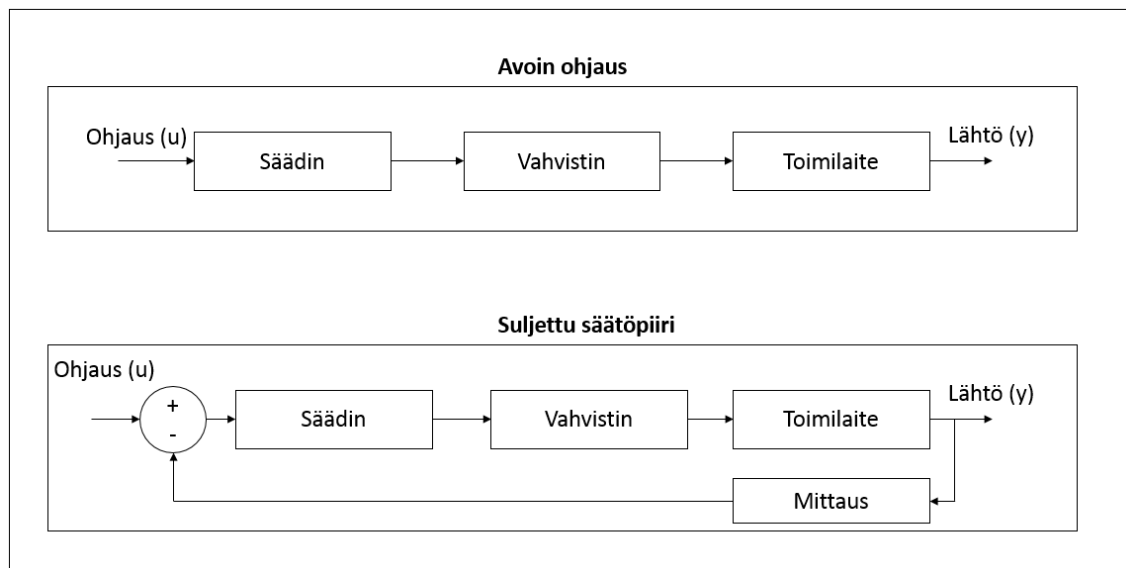 Avoin ohjaus
Ohjaus (u)
Säädin
Vahvistin
Toimilaite
Lähtö (y)
Suljettu säätöpiiri
Ohjaus (u)
+
-
Säädin
Vahvistin
Toimilaite
Lähtö (y)
Mittaus